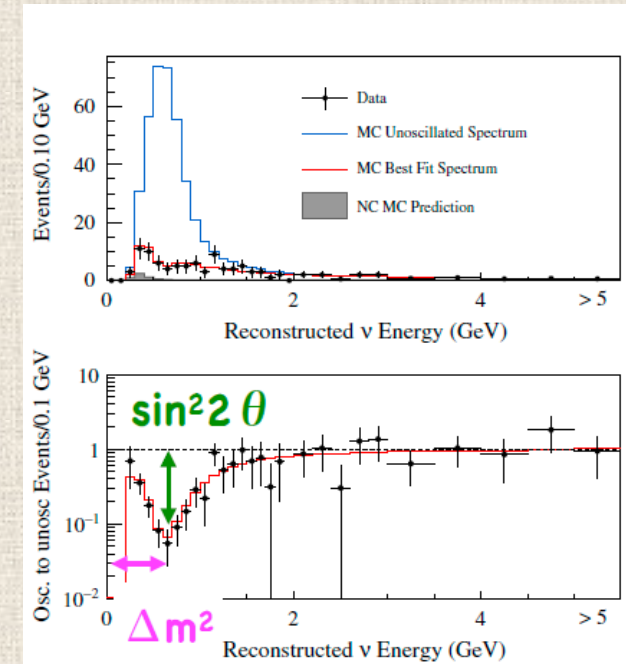 Events/0.10 GeV
60
40
20
0
Data
MC Unoscillated Spectrum
MC Best Fit Spectrum
NC MC Prediction
0 2 4 > 5
Reconstructed ν Energy (GeV)
Osc. to unosc Events/0.1 GeV
10
1
10⁻¹
10⁻²
sin²2 θ
Δm²
0 2 4 > 5
Reconstructed ν Energy (GeV)